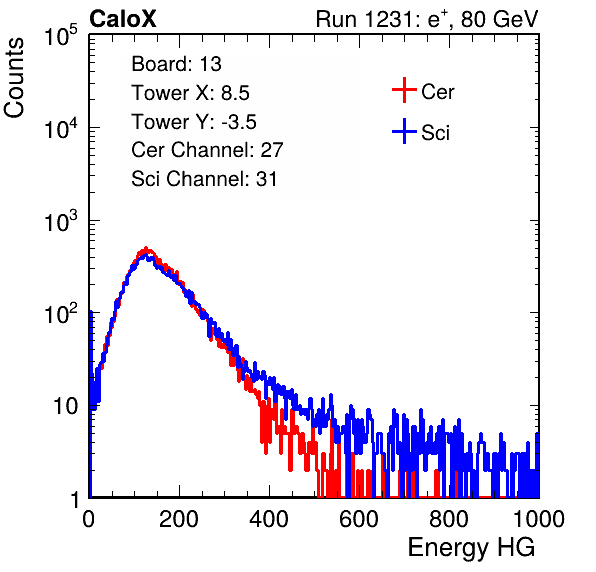 CaloX Run 1231: e⁺, 80 GeV
Counts
10⁵
10⁴
10³
10²
10
1
Board: 13
Tower X: 8.5
Tower Y: -3.5
Cer Channel: 27
Sci Channel: 31
Cer
Sci
0 200 400 600 800 1000
Energy HG